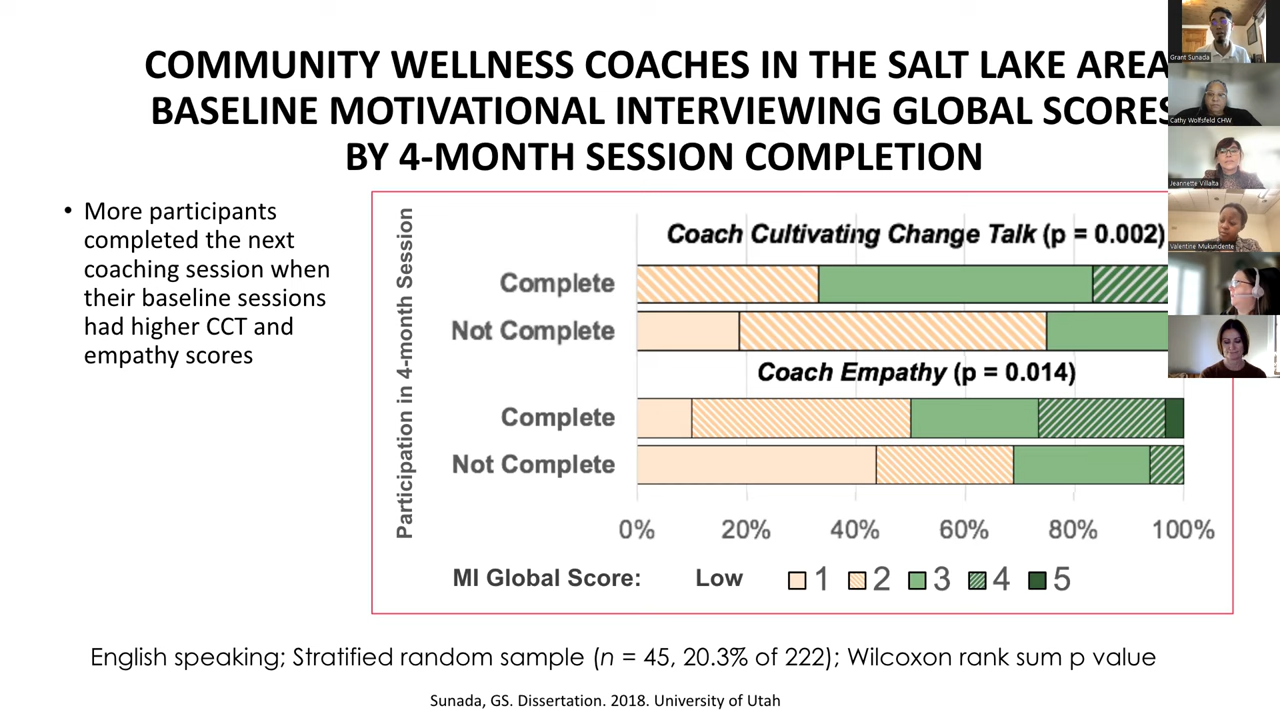 COMMUNITY WELLNESS COACHES IN THE SALT LAKE AREA
BASELINE MOTIVATIONAL INTERVIEWING GLOBAL SCORES
BY 4-MONTH SESSION COMPLETION
• More participants
completed the next
coaching session when
their baseline sessions
had higher CCT and
empathy scores
Participation in 4-month Session
Coach Cultivating Change Talk (p = 0.002)
Complete
Not Complete
Coach Empathy (p = 0.014)
Complete
Not Complete
0% 20% 40% 60% 80% 100%
MI Global Score: Low 1 2 3 4 5
English speaking; Stratified random sample (n = 45, 20.3% of 222); Wilcoxon rank sum p value
Sunada, GS. Dissertation. 2018. University of Utah
Grant Sunada
Cathy Wolfsfeld CHW
Jeannette Villalta
Valentine Mukundente